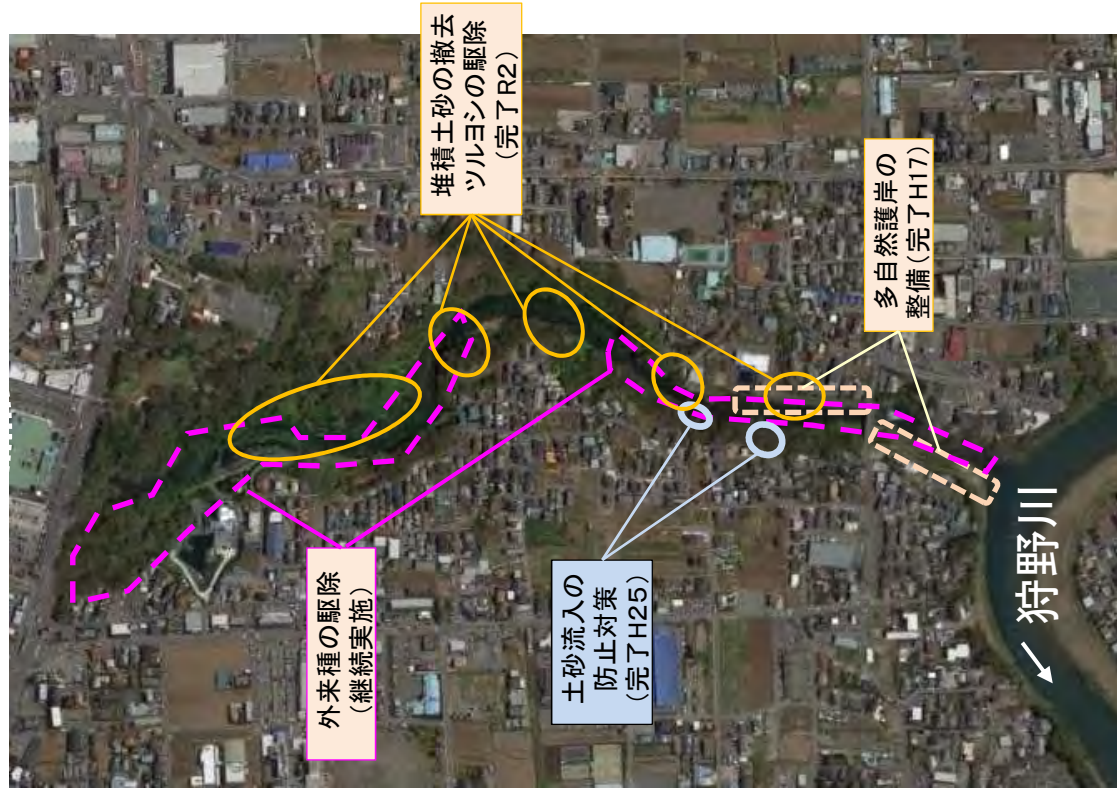 堆積土砂の撤去
ツルヨシの駆除
(完了R2)
多自然護岸の
整備(完了H17)
外来種の駆除
(継続実施)
土砂流入の
防止対策
(完了H25)
狩野川